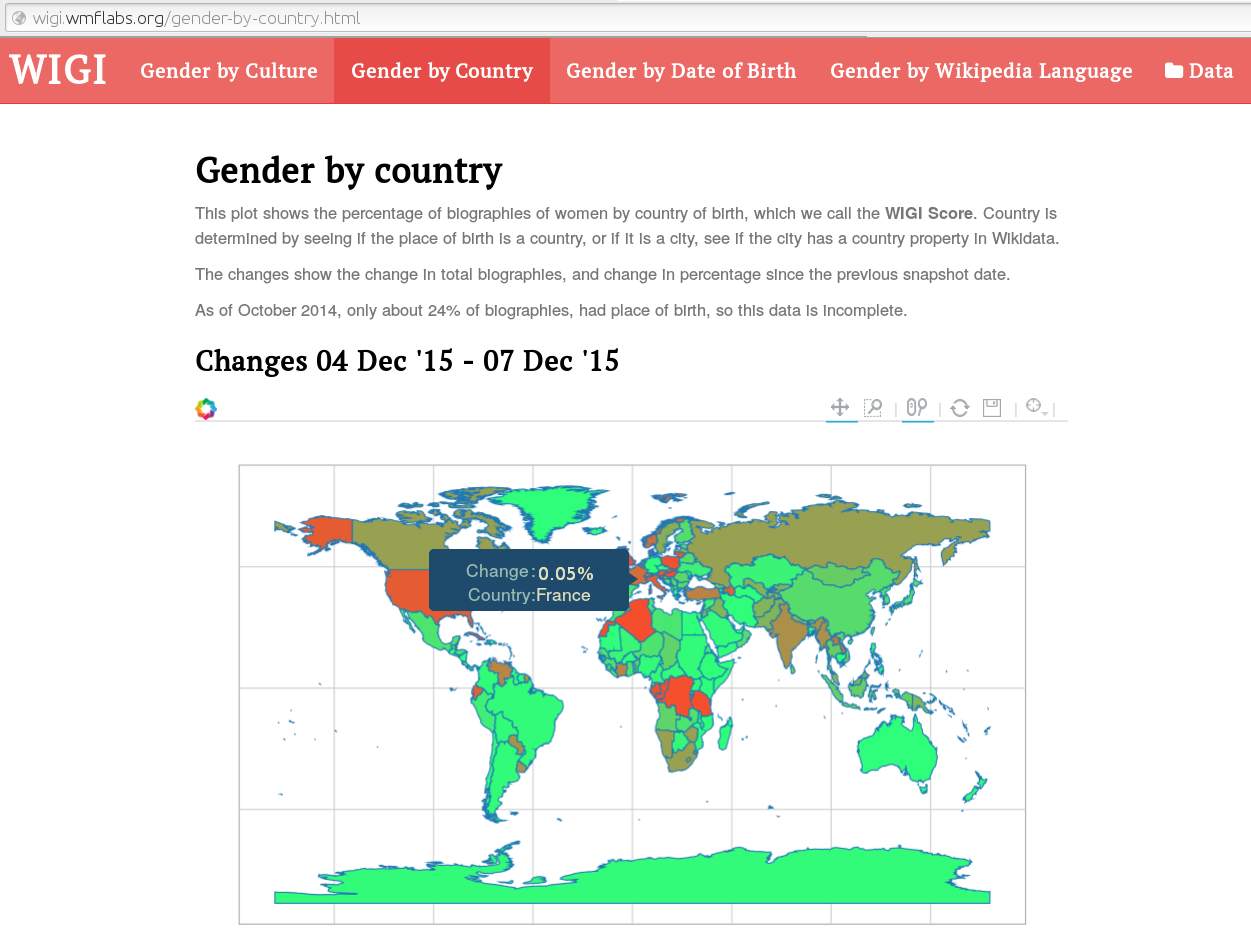 wigi.wmflabs.org/gender-by-country.html
WIGI Gender by Culture Gender by Country Gender by Date of Birth Gender by Wikipedia Language Data
Gender by country
This plot shows the percentage of biographies of women by country of birth, which we call the WIGI Score. Country is
determined by seeing if the place of birth is a country, or if it is a city, see if the city has a country property in Wikidata.
The changes show the change in total biographies, and change in percentage since the previous snapshot date.
As of October 2014, only about 24% of biographies, had place of birth, so this data is incomplete.
Changes 04 Dec '15 - 07 Dec '15
Change: 0.05%
Country: France